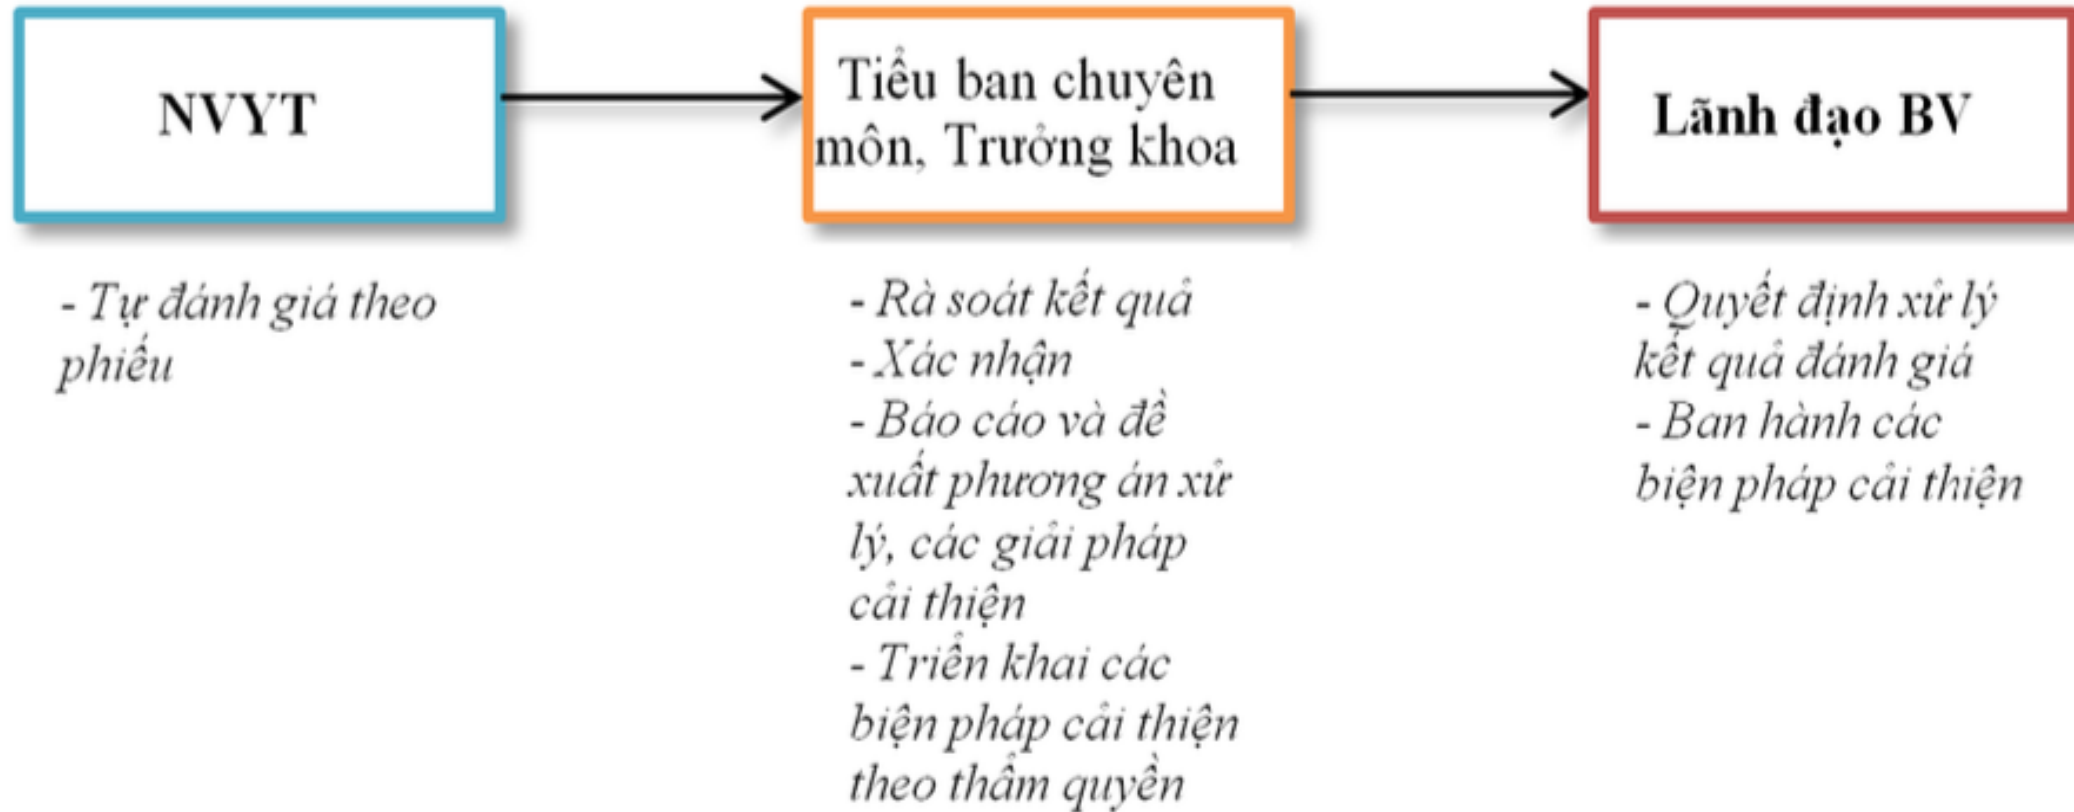 NVYT
- Tự đánh giá theo
phiếu
Tiểu ban chuyên
môn, Trưởng khoa
- Rà soát kết quả
- Xác nhận
- Báo cáo và đề
xuất phương án xử
lý, các giải pháp
cải thiện
- Triển khai các
biện pháp cải thiện
theo thẩm quyền
Lãnh đạo BV
- Quyết định xử lý
kết quả đánh giá
- Ban hành các
biện pháp cải thiện